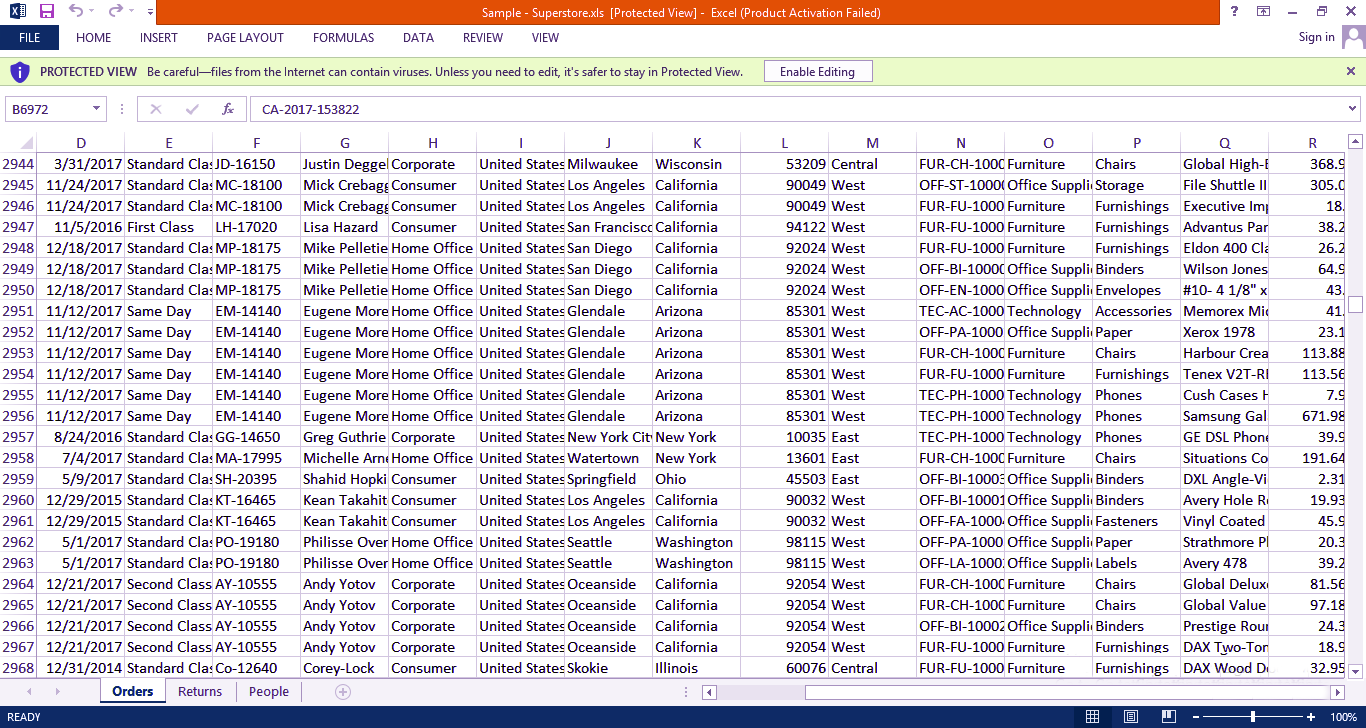 Sample - Superstore.xls [Protected View] - Excel (Product Activation Failed)
FILE HOME INSERT PAGE LAYOUT FORMULAS DATA REVIEW VIEW Sign in
PROTECTED VIEW Be careful—files from the Internet can contain viruses. Unless you need to edit, it's safer to stay in Protected View. Enable Editing
B6972 fx CA-2017-153822
D E F G H I J K L M N O P Q R
2944 3/31/2017 Standard Clas JD-16150 Justin Deggel Corporate United States Milwaukee Wisconsin 53209 Central FUR-CH-1000 Furniture Chairs Global High-B 368.9
2945 11/24/2017 Standard Clas MC-18100 Mick Crebagg Consumer United States Los Angeles California 90049 West OFF-ST-10000 Office Suppli Storage File Shuttle II 305.0
2946 11/24/2017 Standard Clas MC-18100 Mick Crebagg Consumer United States Los Angeles California 90049 West FUR-FU-1000 Furniture Furnishings Executive Imp 18.
2947 11/5/2016 First Class LH-17020 Lisa Hazard Consumer United States San Francisco California 94122 West FUR-FU-1000 Furniture Furnishings Advantus Par 38.2
2948 12/18/2017 Standard Clas MP-18175 Mike Pelletie Home Office United States San Diego California 92024 West FUR-FU-1000 Furniture Furnishings Eldon 400 Cla 26.2
2949 12/18/2017 Standard Clas MP-18175 Mike Pelletie Home Office United States San Diego California 92024 West OFF-BI-10000 Office Suppli Binders Wilson Jones 64.9
2950 12/18/2017 Standard Clas MP-18175 Mike Pelletie Home Office United States San Diego California 92024 West OFF-EN-1000 Office Suppli Envelopes #10- 4 1/8" x 43.
2951 11/12/2017 Same Day EM-14140 Eugene More Home Office United States Glendale Arizona 85301 West TEC-AC-1000 Technology Accessories Memorex Mic 41.
2952 11/12/2017 Same Day EM-14140 Eugene More Home Office United States Glendale Arizona 85301 West OFF-PA-1000 Office Suppli Paper Xerox 1978 23.1
2953 11/12/2017 Same Day EM-14140 Eugene More Home Office United States Glendale Arizona 85301 West FUR-CH-1000 Furniture Chairs Harbour Crea 113.88
2954 11/12/2017 Same Day EM-14140 Eugene More Home Office United States Glendale Arizona 85301 West FUR-FU-1000 Furniture Furnishings Tenex V2T-RE 113.56
2955 11/12/2017 Same Day EM-14140 Eugene More Home Office United States Glendale Arizona 85301 West TEC-PH-1000 Technology Phones Cush Cases H 7.9
2956 11/12/2017 Same Day EM-14140 Eugene More Home Office United States Glendale Arizona 85301 West TEC-PH-1000 Technology Phones Samsung Gal 671.98
2957 8/24/2016 Standard Clas GG-14650 Greg Guthrie Corporate United States New York City New York 10035 East TEC-PH-1000 Technology Phones GE DSL Phone 39.9
2958 7/4/2017 Standard Clas MA-17995 Michelle Arne Home Office United States Watertown New York 13601 East FUR-CH-1000 Furniture Chairs Situations Co 191.64
2959 5/9/2017 Standard Clas SH-20395 Shahid Hopki Consumer United States Springfield Ohio 45503 East OFF-BI-10003 Office Suppli Binders DXL Angle-Vi 2.31
2960 12/29/2015 Standard Clas KT-16465 Kean Takahit Consumer United States Los Angeles California 90032 West OFF-BI-10001 Office Suppli Binders Avery Hole Re 19.93
2961 12/29/2015 Standard Clas KT-16465 Kean Takahit Consumer United States Los Angeles California 90032 West OFF-FA-1000 Office Suppli Fasteners Vinyl Coated 45.9
2962 5/1/2017 Standard Clas PO-19180 Philisse Over Home Office United States Seattle Washington 98115 West OFF-PA-1000 Office Suppli Paper Strathmore Pl 20.3
2963 5/1/2017 Standard Clas PO-19180 Philisse Over Home Office United States Seattle Washington 98115 West OFF-LA-1000 Office Suppli Labels Avery 478 39.2
2964 12/21/2017 Second Class AY-10555 Andy Yotov Corporate United States Oceanside California 92054 West FUR-CH-1000 Furniture Chairs Global Deluxe 81.56
2965 12/21/2017 Second Class AY-10555 Andy Yotov Corporate United States Oceanside California 92054 West FUR-CH-1000 Furniture Chairs Global Value 97.18
2966 12/21/2017 Second Class AY-10555 Andy Yotov Corporate United States Oceanside California 92054 West OFF-BI-10002 Office Suppli Binders Prestige Roun 24.3
2967 12/21/2017 Second Class AY-10555 Andy Yotov Corporate United States Oceanside California 92054 West FUR-FU-1000 Furniture Furnishings DAX Two-Ton 18.9
2968 12/31/2014 Standard Clas Co-12640 Corey-Lock Consumer United States Skokie Illinois 60076 Central FUR-FU-1000 Furniture Furnishings DAX Wood De 32.95
Orders Returns People
READY 100%